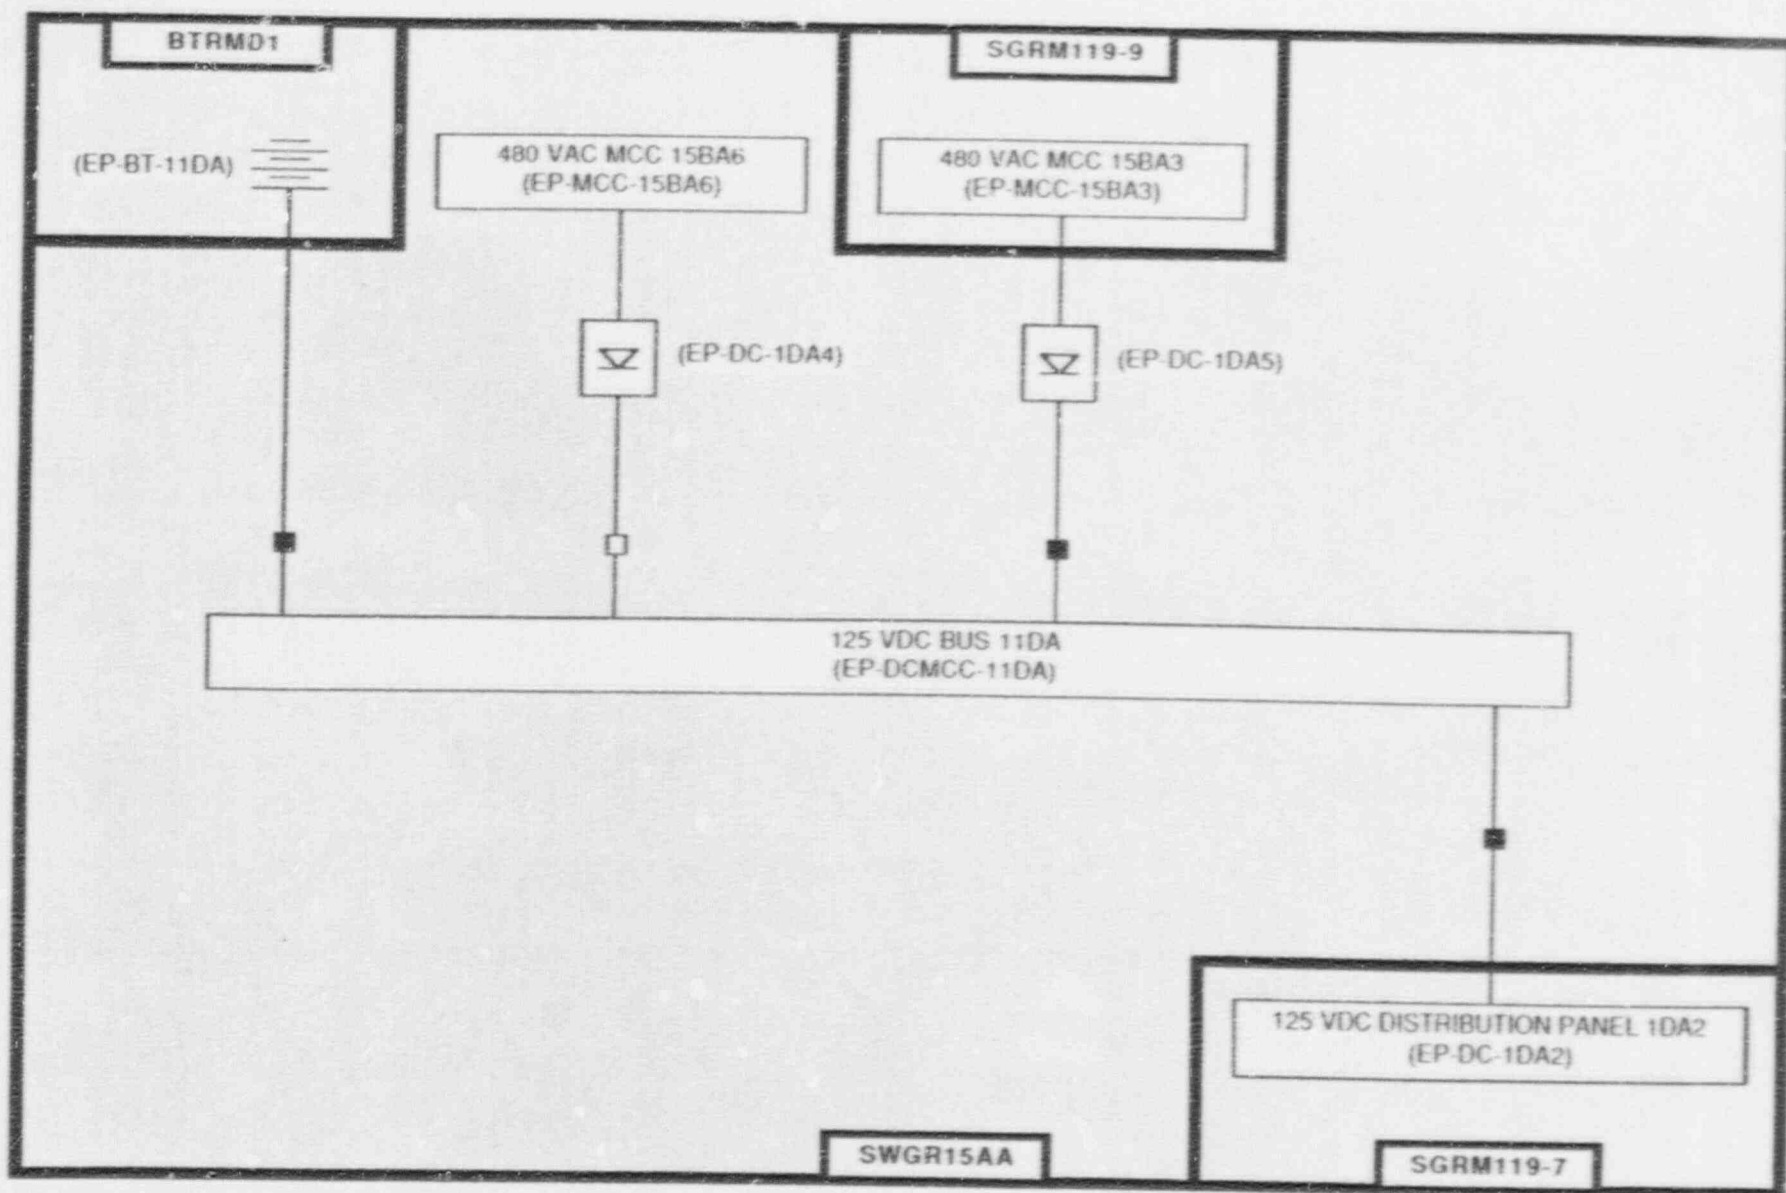 BTRMD1
SGRM119-9
(EP-BT-11DA)
480 VAC MCC 15BA6
(EP-MCC-15BA6)
480 VAC MCC 15BA3
(EP-MCC-15BA3)
(EP-DC-1DA4)
(EP-DC-1DA5)
125 VDC BUS 11DA
(EP-DCMCC-11DA)
125 VDC DISTRIBUTION PANEL 1DA2
(EP-DC-1DA2)
SWGR15AA
SGRM119-7